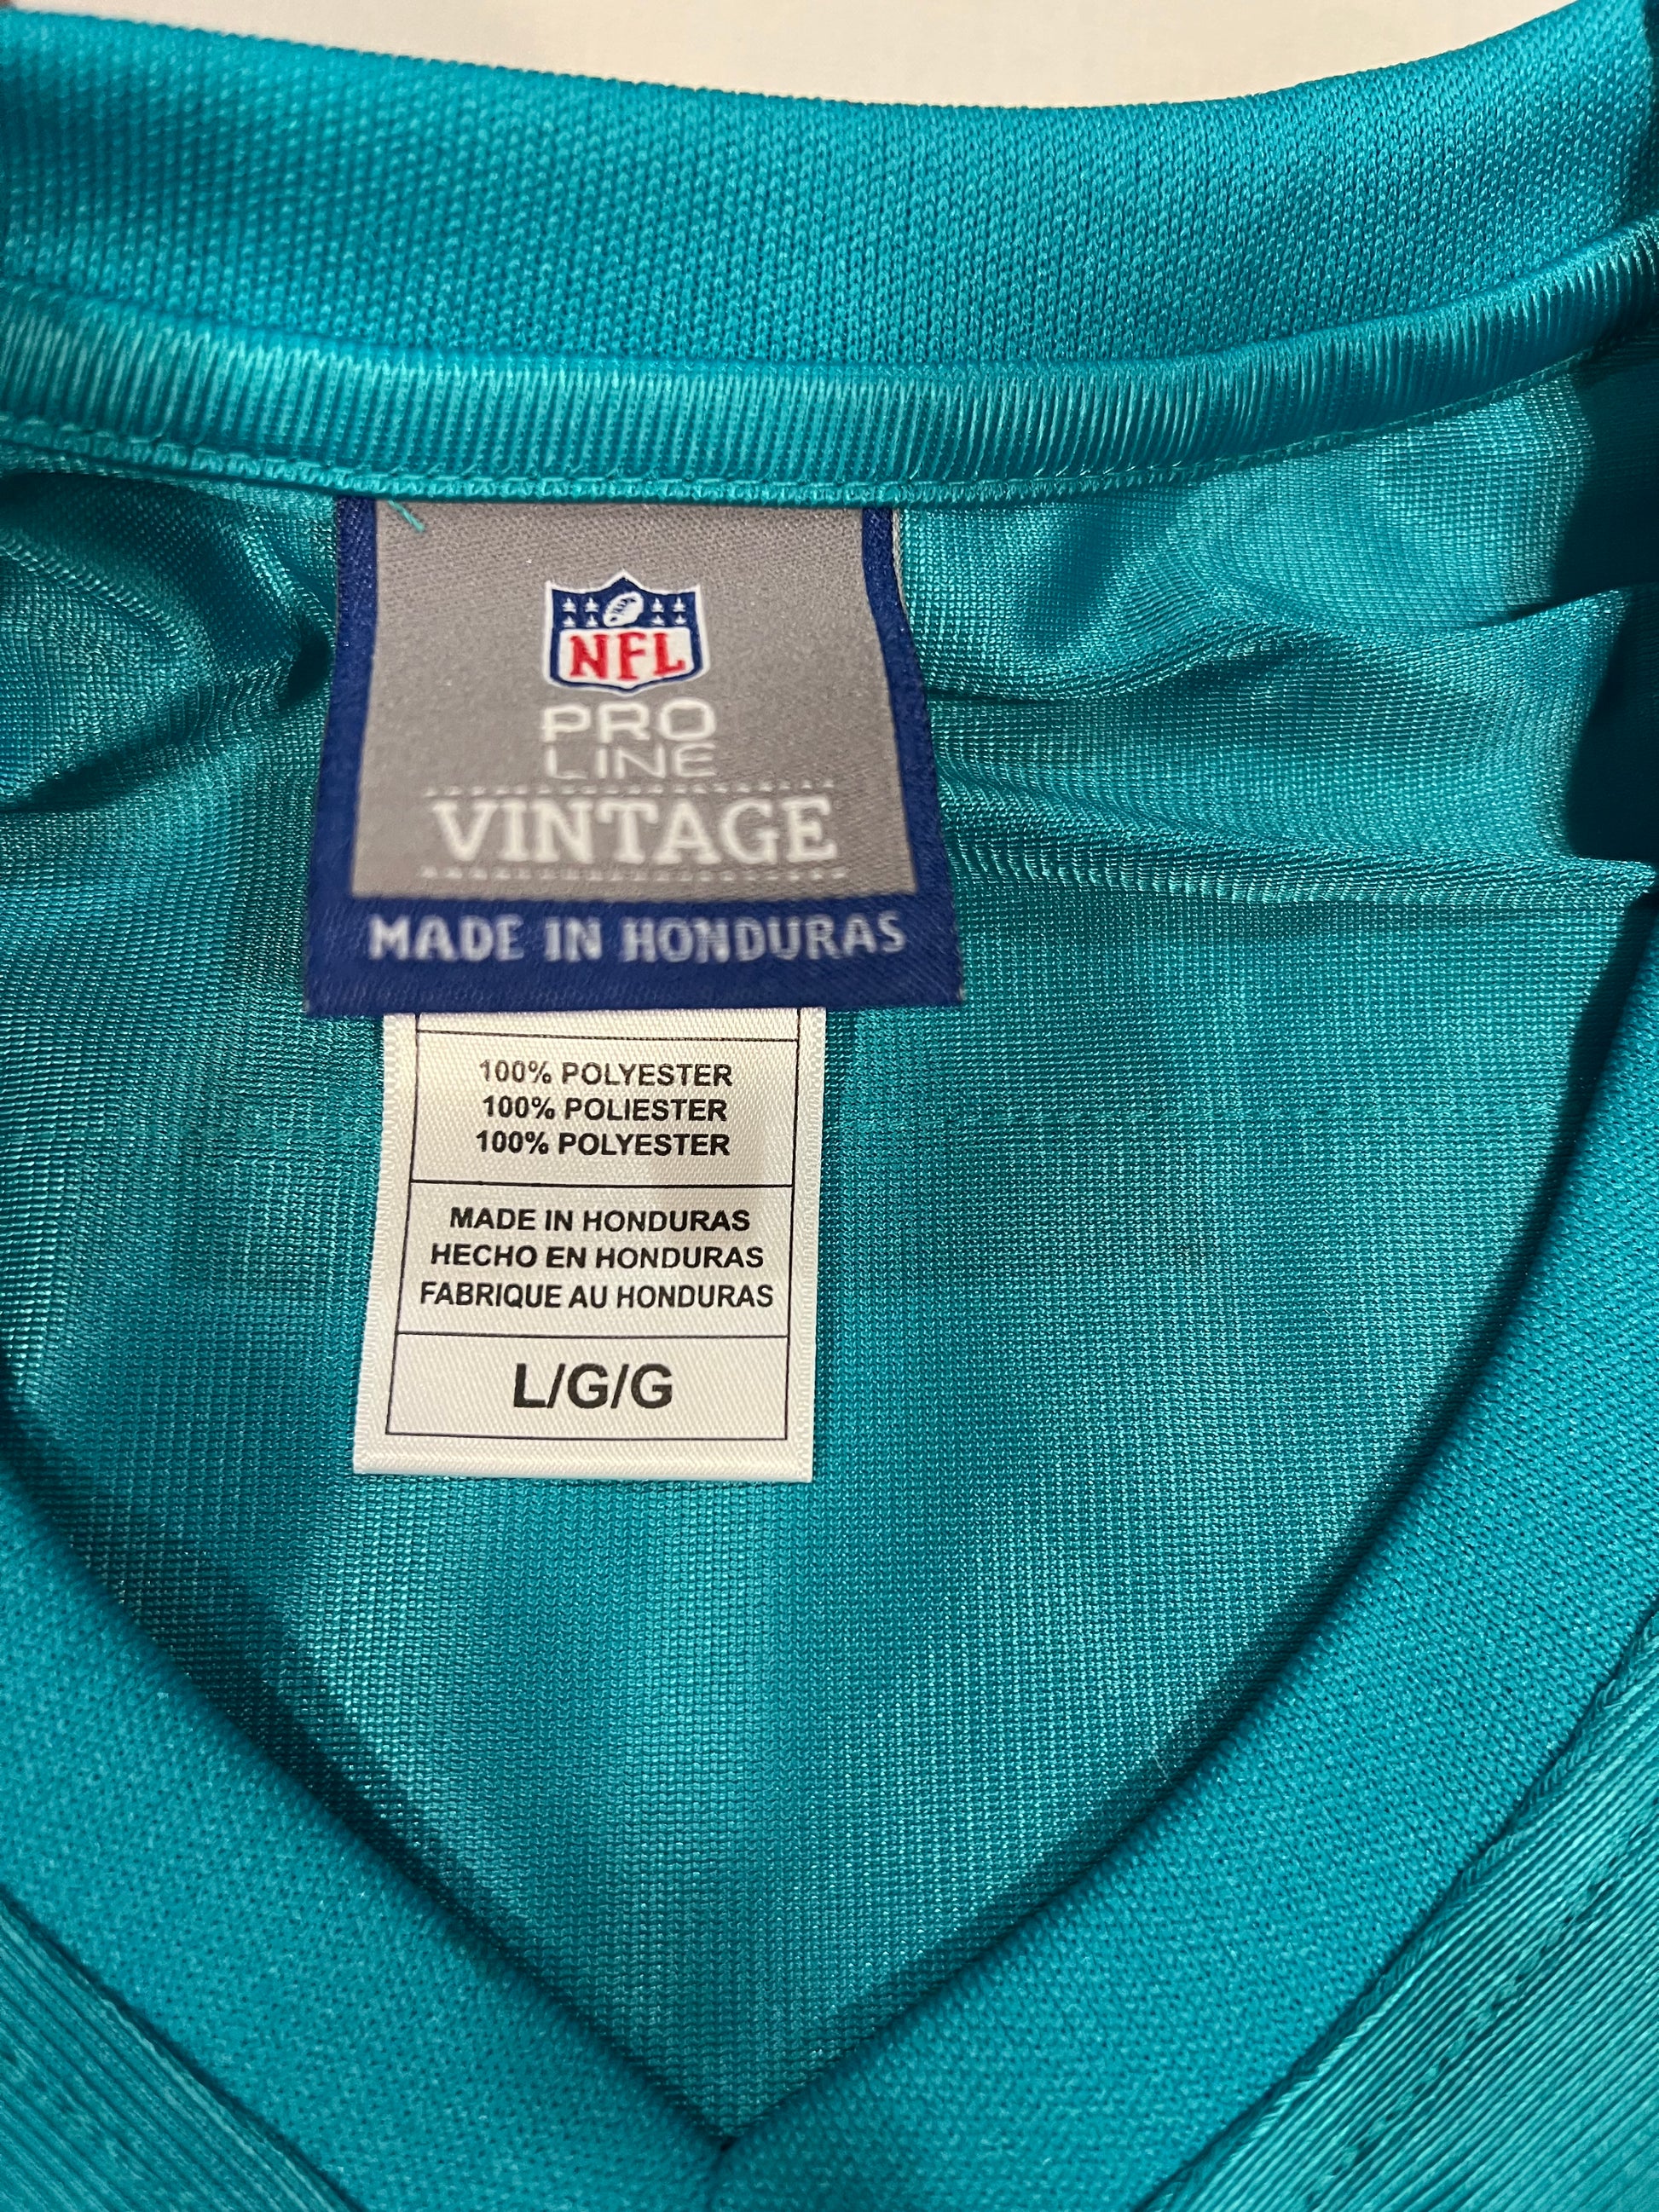 NFL
PRO
LINE
VINTAGE
MADE IN HONDURAS
100% POLYESTER
100% POLIESTER
100% POLYESTER
MADE IN HONDURAS
HECHO EN HONDURAS
FABRIQUE AU HONDURAS
L/G/G